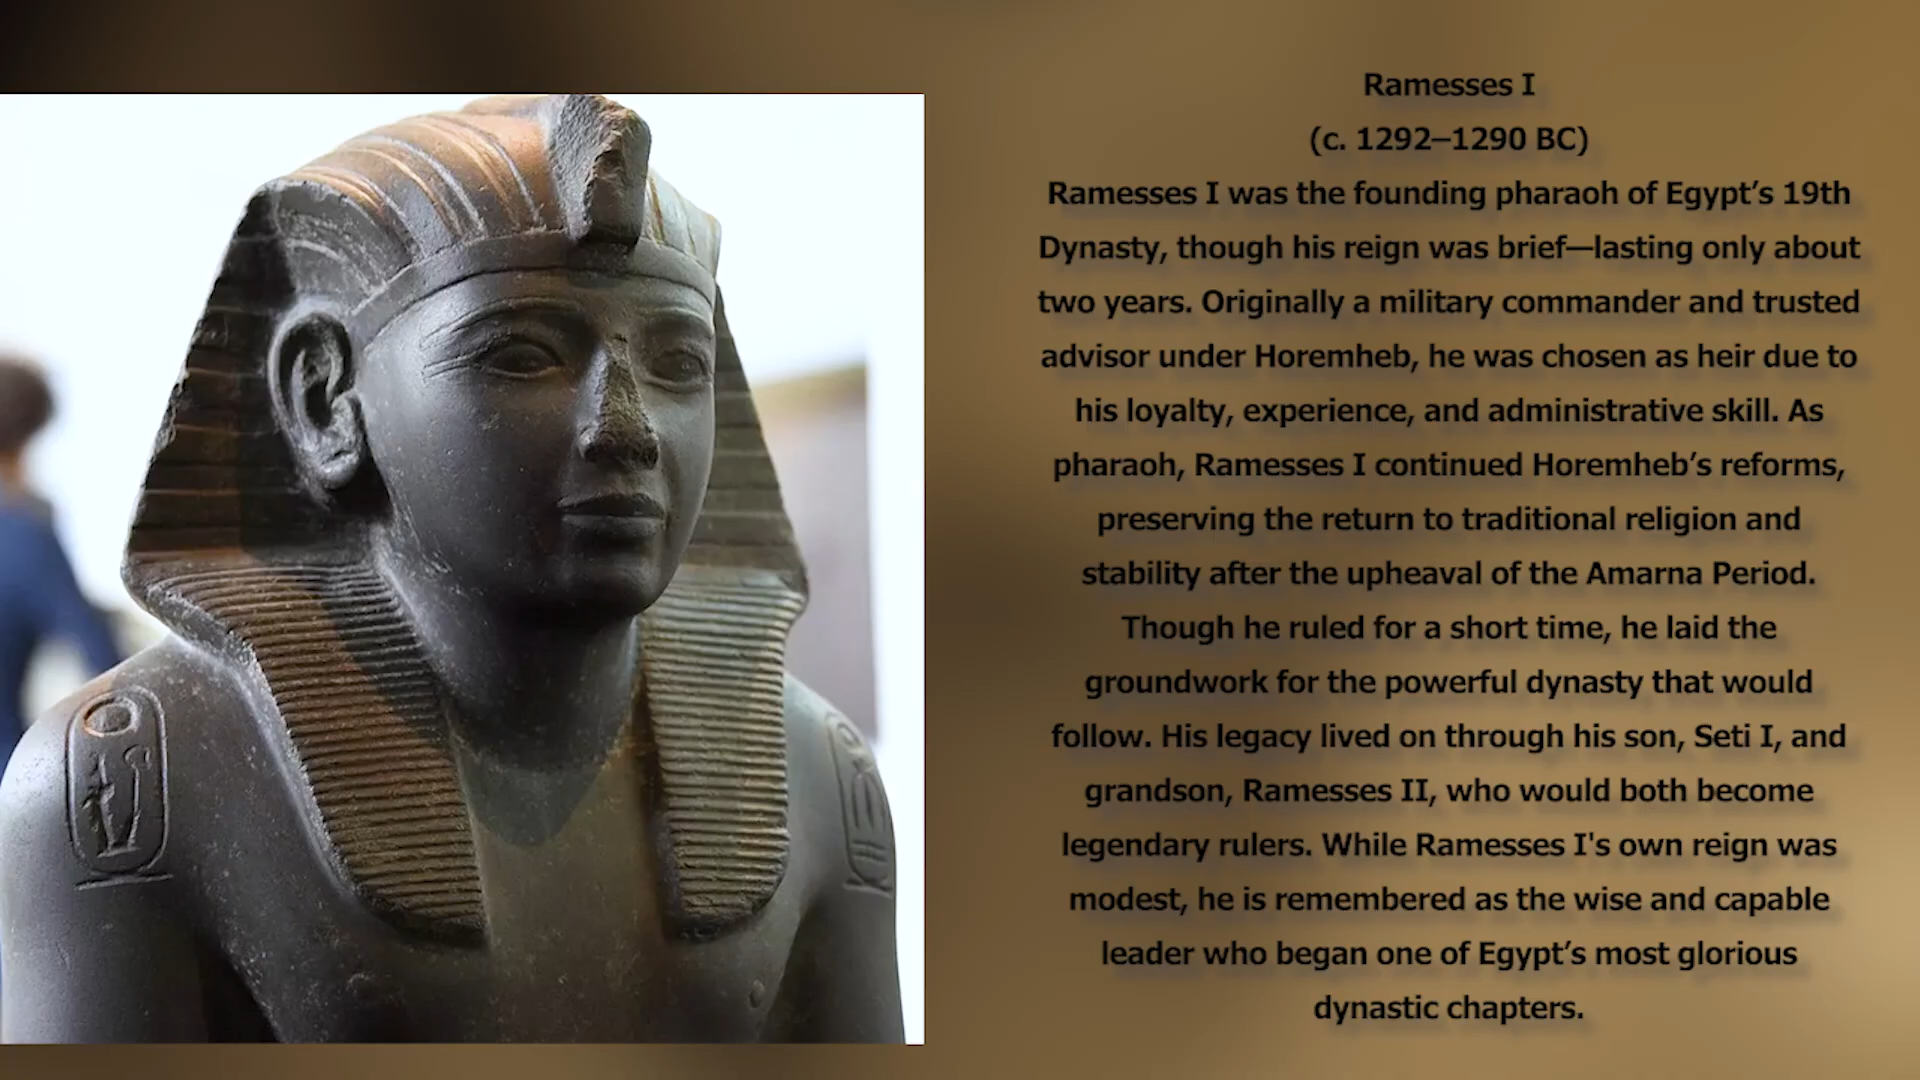 Ramesses I
(c. 1292–1290 BC)
Ramesses I was the founding pharaoh of Egypt’s 19th
Dynasty, though his reign was brief—lasting only about
two years. Originally a military commander and trusted
advisor under Horemheb, he was chosen as heir due to
his loyalty, experience, and administrative skill. As
pharaoh, Ramesses I continued Horemheb’s reforms,
preserving the return to traditional religion and
stability after the upheaval of the Amarna Period.
Though he ruled for a short time, he laid the
groundwork for the powerful dynasty that would
follow. His legacy lived on through his son, Seti I, and
grandson, Ramesses II, who would both become
legendary rulers. While Ramesses I's own reign was
modest, he is remembered as the wise and capable
leader who began one of Egypt’s most glorious
dynastic chapters.